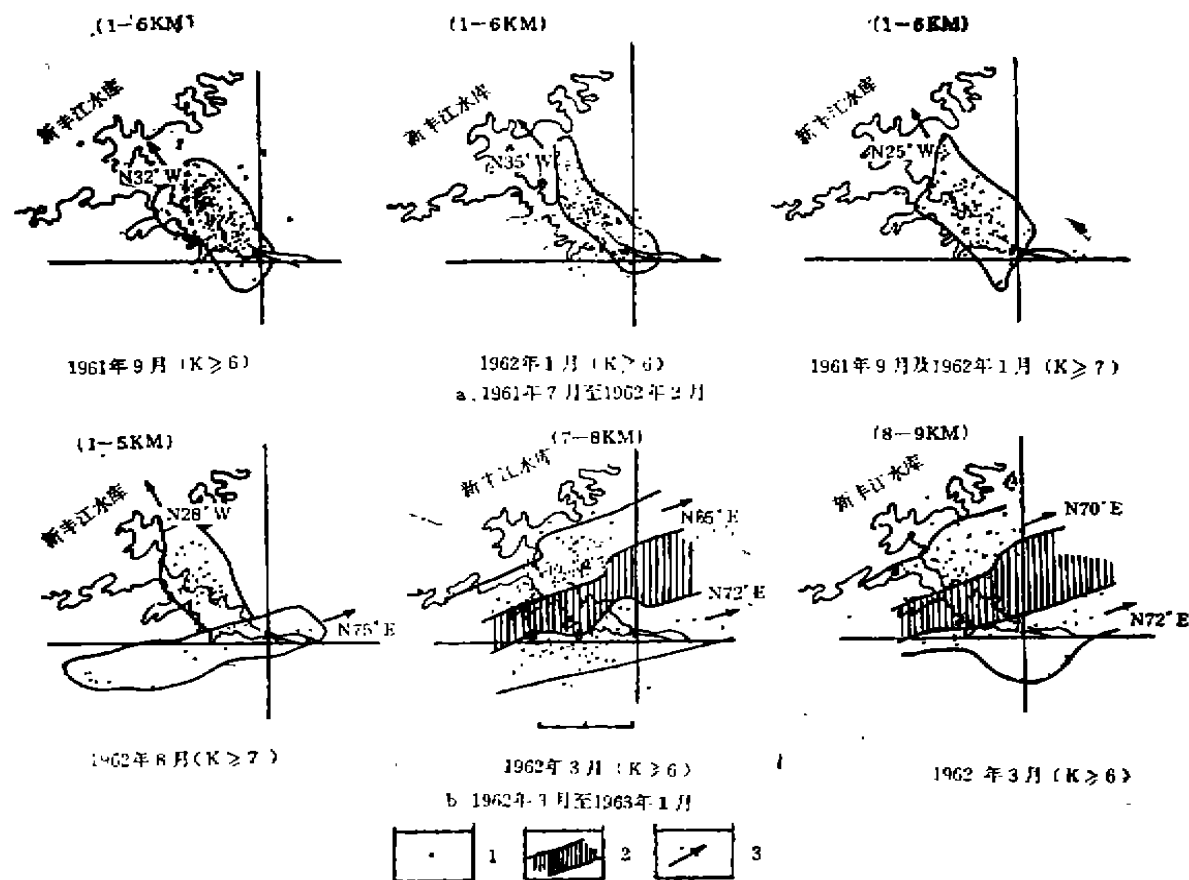 (1-6KM)
(1-6KM)
(1-6KM)
新丰江水库
新丰江水库
新丰江水库
N32°W
N35°W
N25°W
1961年9月(K≥6)
1962年1月(K≥6)
1961年9月及1962年1月(K≥7)
a.1961年7月至1962年2月
(1-5KM)
(7-8KM)
(8-9KM)
新丰江水库
新丰江水库
新丰江水库
N28°W
N75°E
N65°E
N72°E
N70°E
N72°E
(K≥7)
1962年3月(K≥6)
1962年3月(K≥6)
b 1962年3月至1963年1月
1
2
3